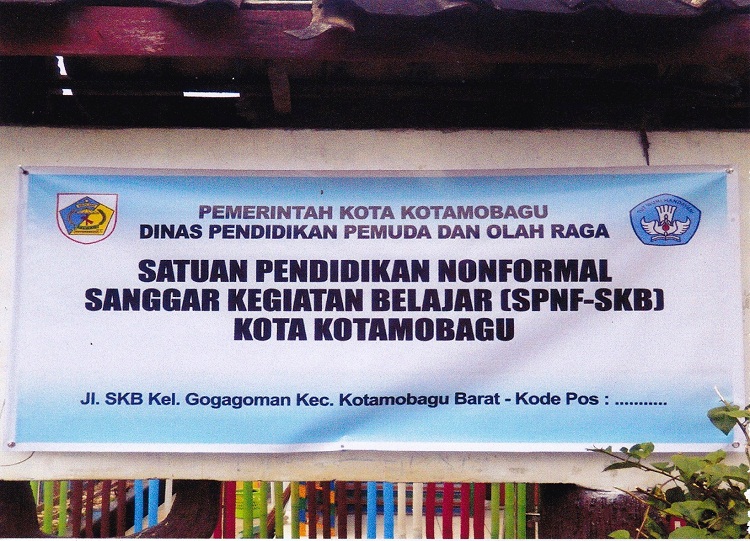 PEMERINTAH KOTA KOTAMOBAGU
DINAS PENDIDIKAN PEMUDA DAN OLAH RAGA
SATUAN PENDIDIKAN NONFORMAL
SANGGAR KEGIATAN BELAJAR (SPNF-SKB)
KOTA KOTAMOBAGU
Jl. SKB Kel. Gogagoman Kec. Kotamobagu Barat - Kode Pos : ...........